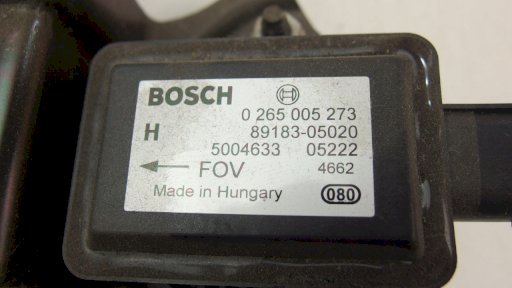 BOSCH
0 265 005 273
H 89183-05020
5004633 05222
FOV 4662
Made in Hungary 080